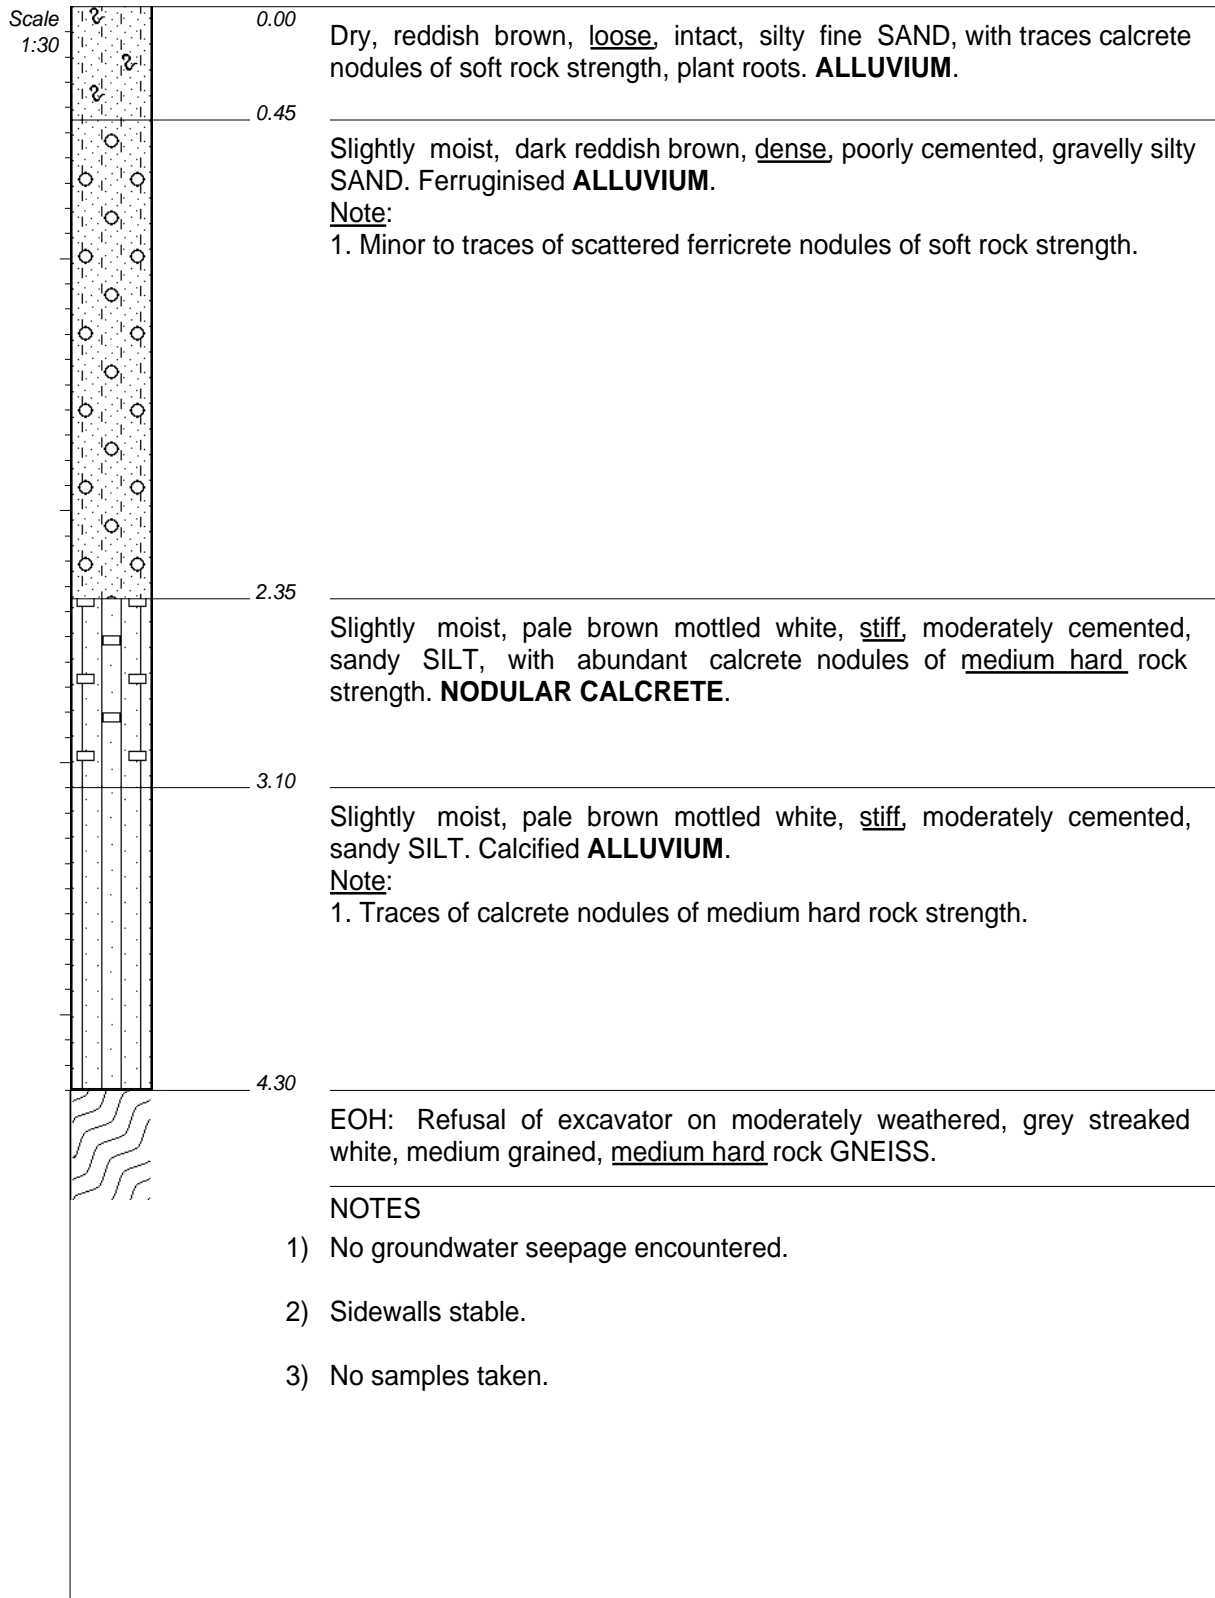 Scale
1:30
0.00
Dry, reddish brown, loose, intact, silty fine SAND, with traces calcrete
nodules of soft rock strength, plant roots. ALLUVIUM.
0.45
Slightly moist, dark reddish brown, dense, poorly cemented, gravelly silty
SAND. Ferruginised ALLUVIUM.
Note:
1. Minor to traces of scattered ferricrete nodules of soft rock strength.
2.35
Slightly moist, pale brown mottled white, stiff, moderately cemented,
sandy SILT, with abundant calcrete nodules of medium hard rock
strength. NODULAR CALCRETE.
3.10
Slightly moist, pale brown mottled white, stiff, moderately cemented,
sandy SILT. Calcified ALLUVIUM.
Note:
1. Traces of calcrete nodules of medium hard rock strength.
4.30
EOH: Refusal of excavator on moderately weathered, grey streaked
white, medium grained, medium hard rock GNEISS.
NOTES
1) No groundwater seepage encountered.
2) Sidewalls stable.
3) No samples taken.